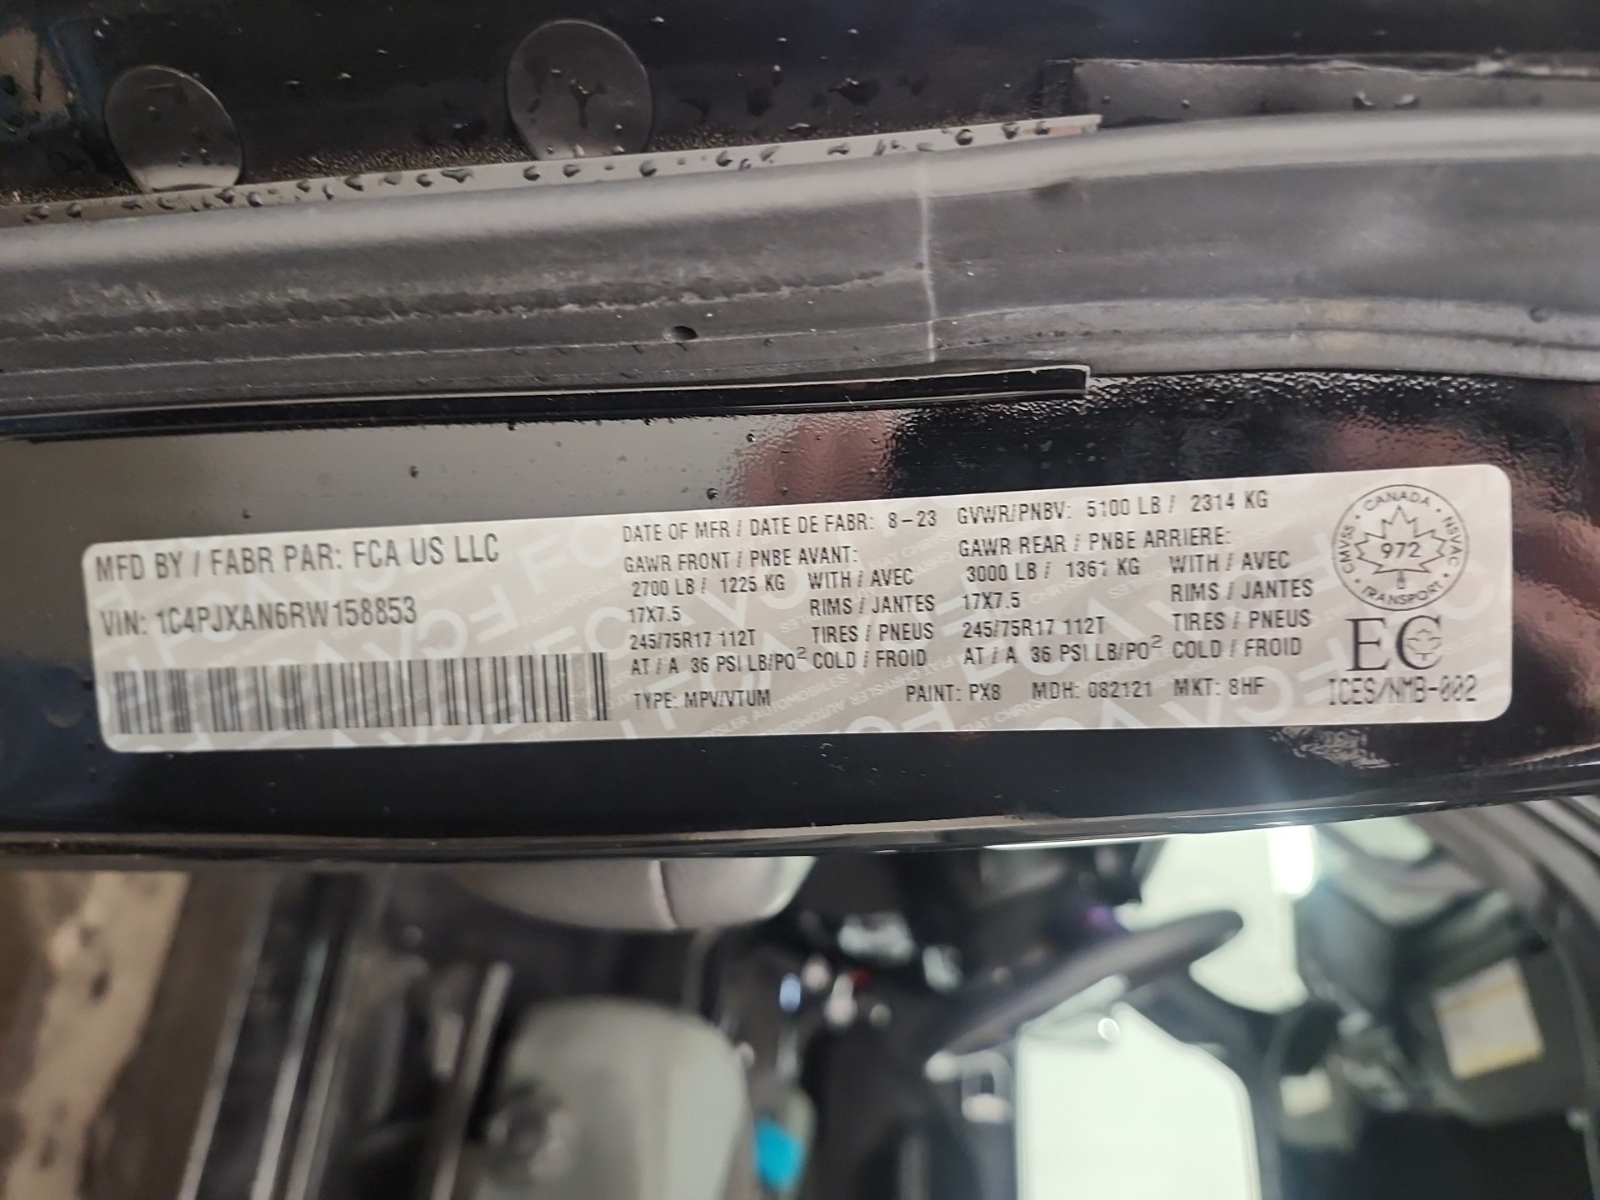 MFD BY / FABR PAR: FCA US LLC
VIN: 1C4PJXAN6RW158853
DATE OF MFR / DATE DE FABR: 8-23 GVWR/PNBV: 5100 LB / 2314 KG
GAWR FRONT / PNBE AVANT: GAWR REAR / PNBE ARRIERE:
2700 LB / 1225 KG WITH / AVEC 3000 LB / 1361 KG WITH / AVEC
17X7.5 RIMS / JANTES 17X7.5 RIMS / JANTES
245/75R17 112T TIRES / PNEUS 245/75R17 112T TIRES / PNEUS
AT / A 36 PSI LB/PO² COLD / FROID AT / A 36 PSI LB/PO² COLD / FROID
TYPE: MPV/VTUM PAINT: PX8 MDH: 082121 MKT: 8HF
CANADA
CMVSS 972 NSVAC
TRANSPORT
EC
ICES/NMB-002